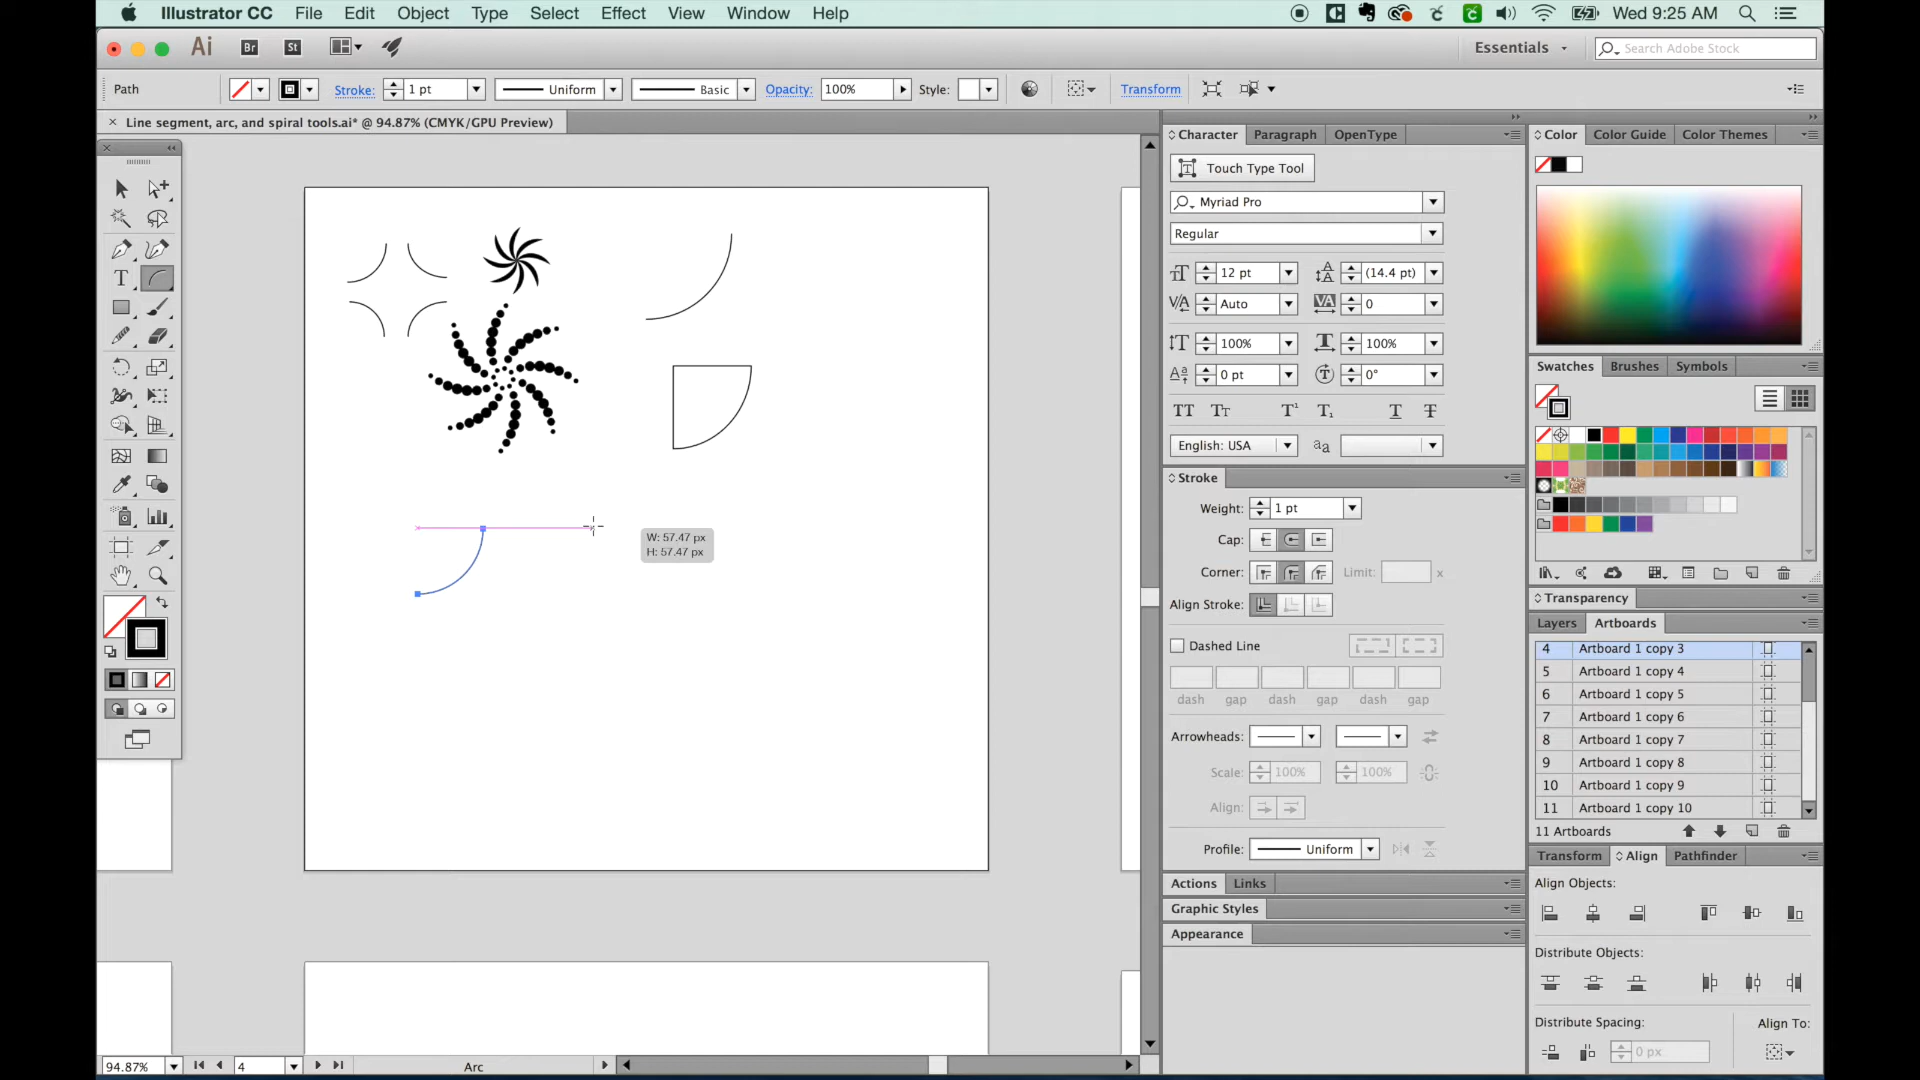 Illustrator CC File Edit Object Type Select Effect View Window Help Wed 9:25 AM
Ai Br St Essentials Search Adobe Stock
Path Stroke: 1 pt Uniform Basic Opacity: 100% Style: Transform
× Line segment, arc, and spiral tools.ai* @ 94.87% (CMYK/GPU Preview)
Character Paragraph OpenType
Touch Type Tool
Myriad Pro
Regular
12 pt (14.4 pt)
Auto 0
100% 100%
0 pt 0°
English: USA
Stroke
Weight: 1 pt
Cap:
Corner: Limit: x
Align Stroke:
Dashed Line
dash gap dash gap dash gap
Arrowheads:
Scale: 100% 100%
Align:
Profile: Uniform
Actions Links
Graphic Styles
Appearance
Color Color Guide Color Themes
Swatches Brushes Symbols
Transparency
Layers Artboards
4 Artboard 1 copy 3
5 Artboard 1 copy 4
6 Artboard 1 copy 5
7 Artboard 1 copy 6
8 Artboard 1 copy 7
9 Artboard 1 copy 8
10 Artboard 1 copy 9
11 Artboard 1 copy 10
11 Artboards
Transform Align Pathfinder
Align Objects:
Distribute Objects:
Distribute Spacing: Align To:
0 px
W: 57.47 px
H: 57.47 px
94.87% 4 Arc